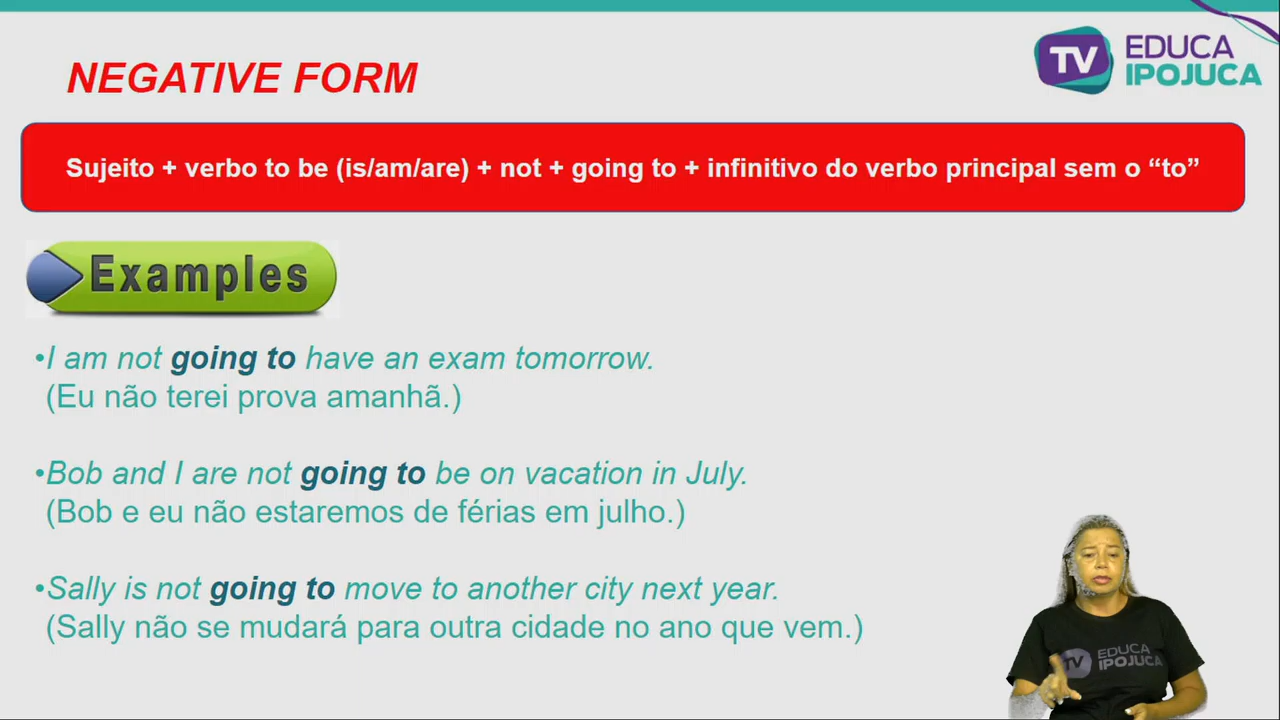 NEGATIVE FORM
TV EDUCA
IPOJUCA
Sujeito + verbo to be (is/am/are) + not + going to + infinitivo do verbo principal sem o “to”
Examples
•I am not going to have an exam tomorrow.
(Eu não terei prova amanhã.)
•Bob and I are not going to be on vacation in July.
(Bob e eu não estaremos de férias em julho.)
•Sally is not going to move to another city next year.
(Sally não se mudará para outra cidade no ano que vem.)
TV EDUCA
IPOJUCA